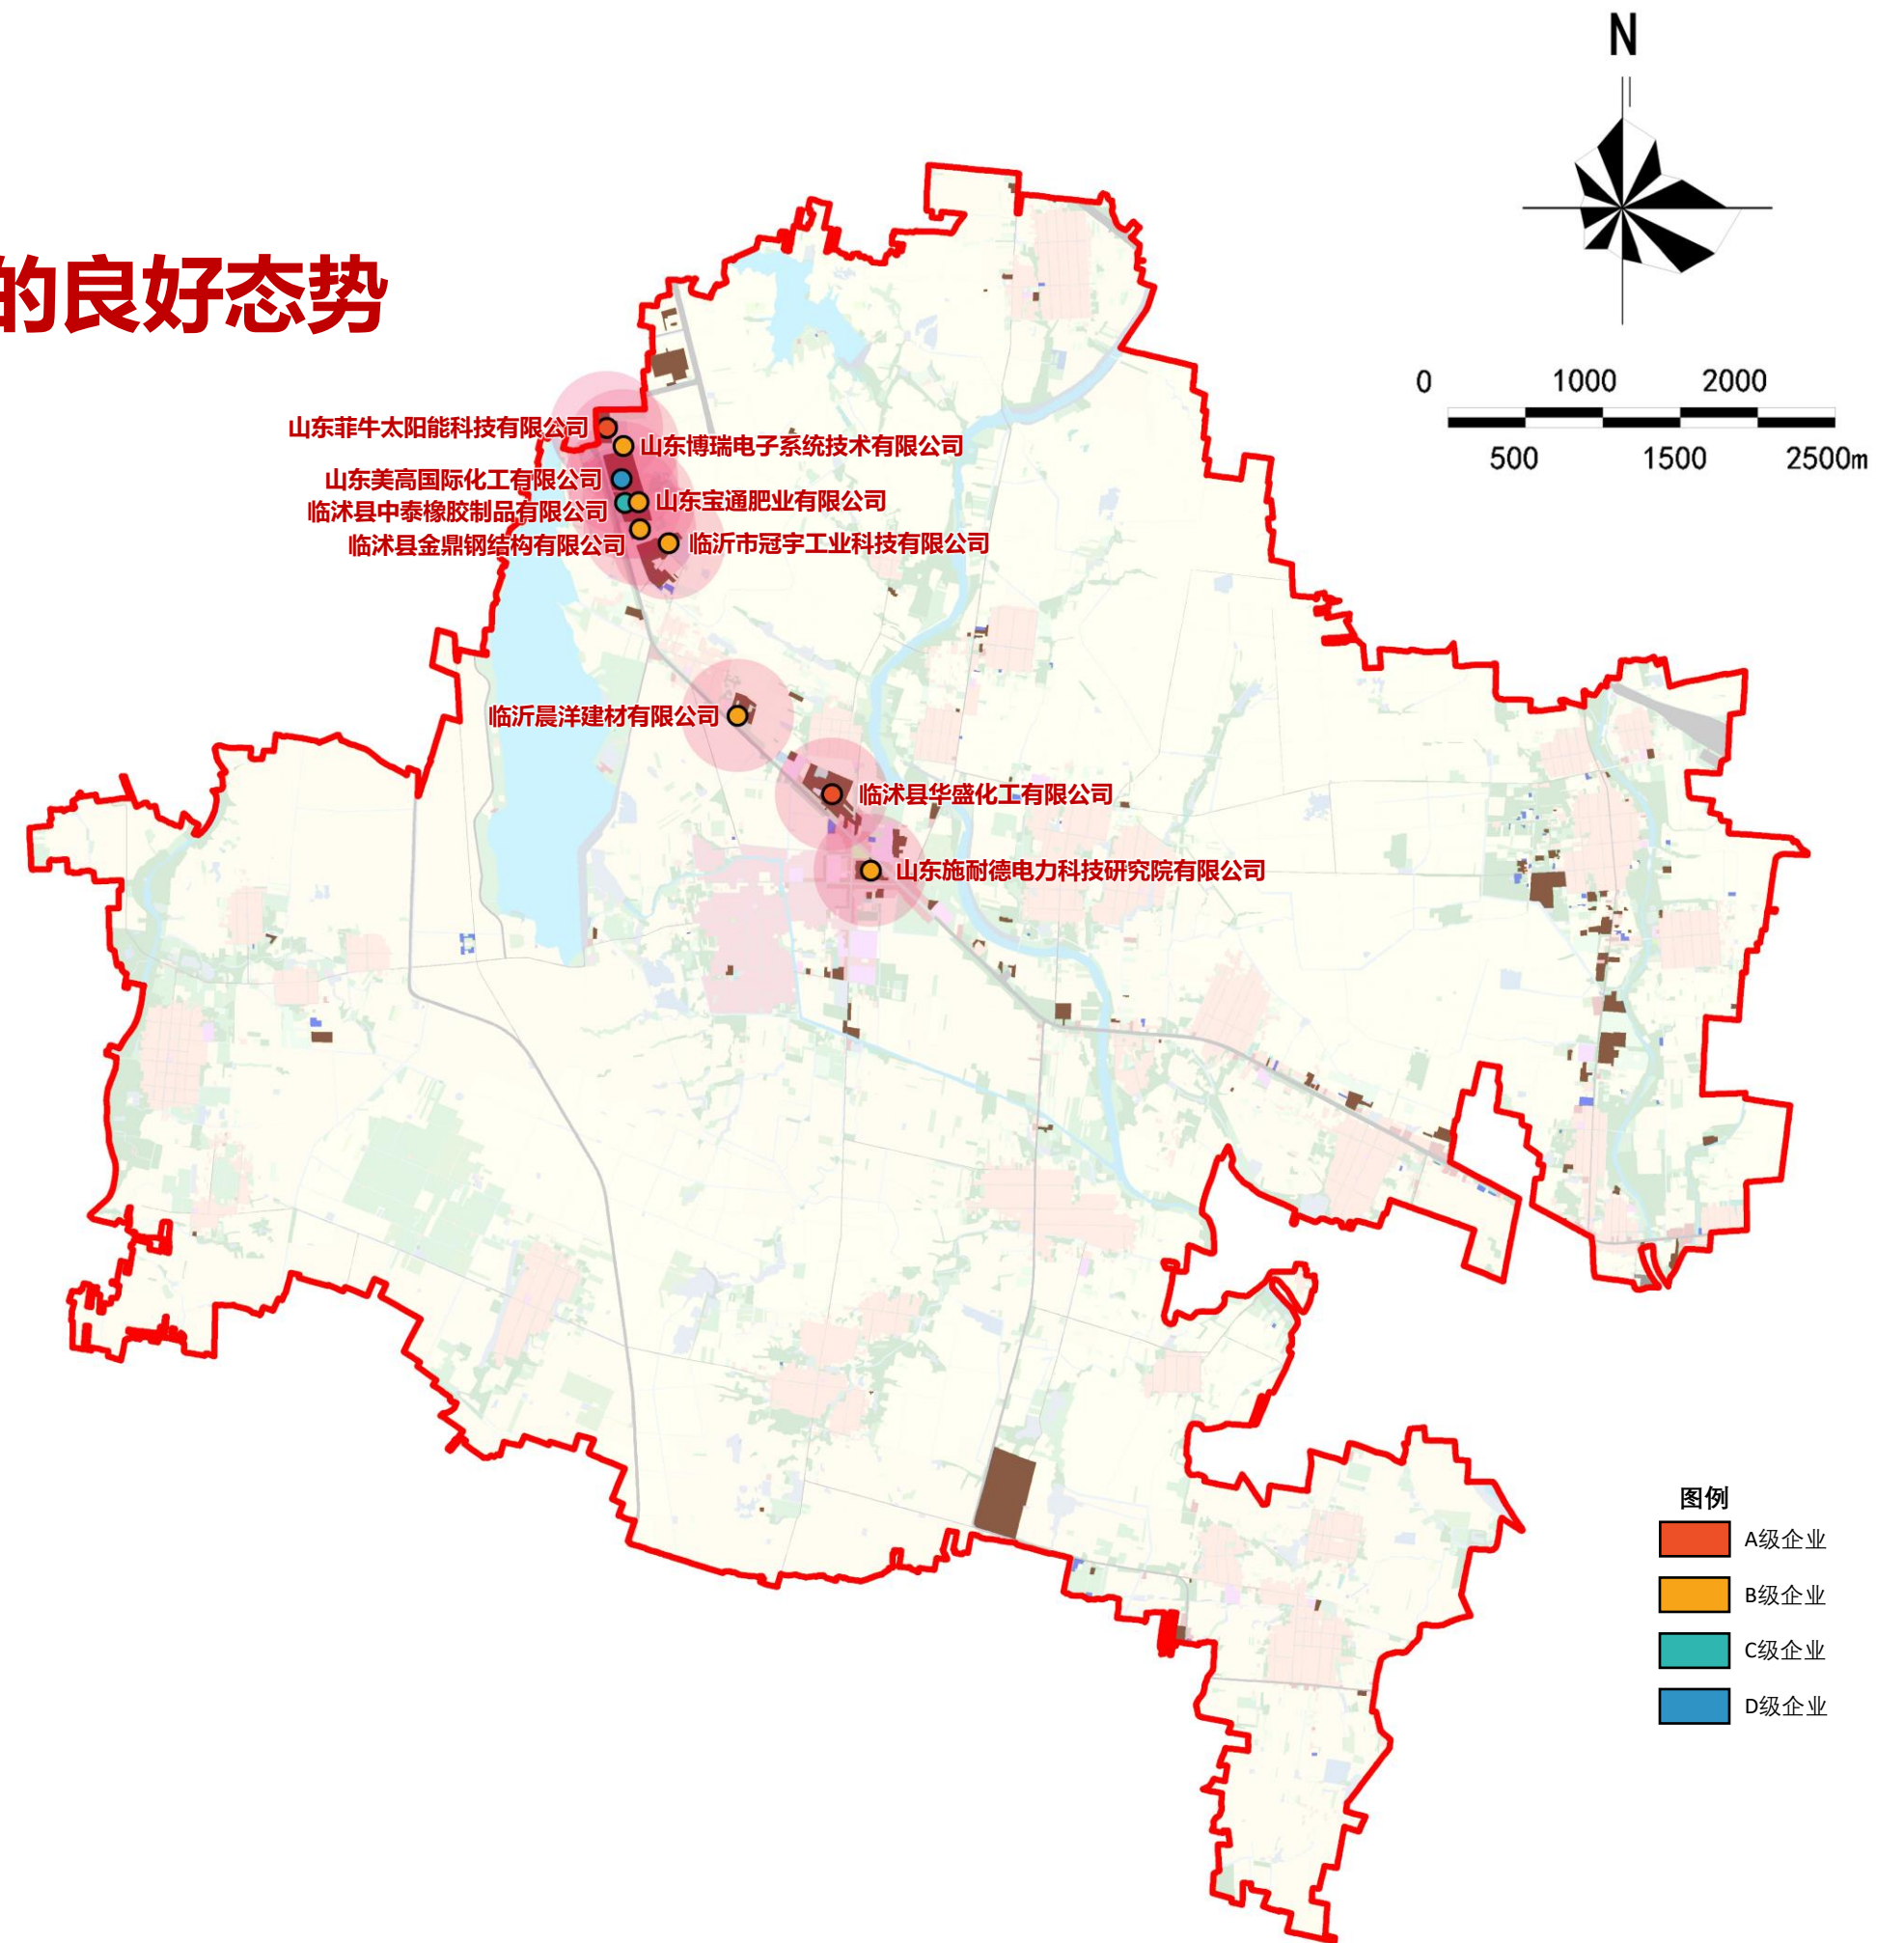 N
的良好态势
0 1000 2000
500 1500 2500m
山东菲牛太阳能科技有限公司
山东博瑞电子系统技术有限公司
山东美高国际化工有限公司
山东宝通肥业有限公司
临沭县中泰橡胶制品有限公司
临沭县金鼎钢结构有限公司
临沂市冠宇工业科技有限公司
临沂晨洋建材有限公司
临沭县华盛化工有限公司
山东施耐德电力科技研究院有限公司
图例
A级企业
B级企业
C级企业
D级企业